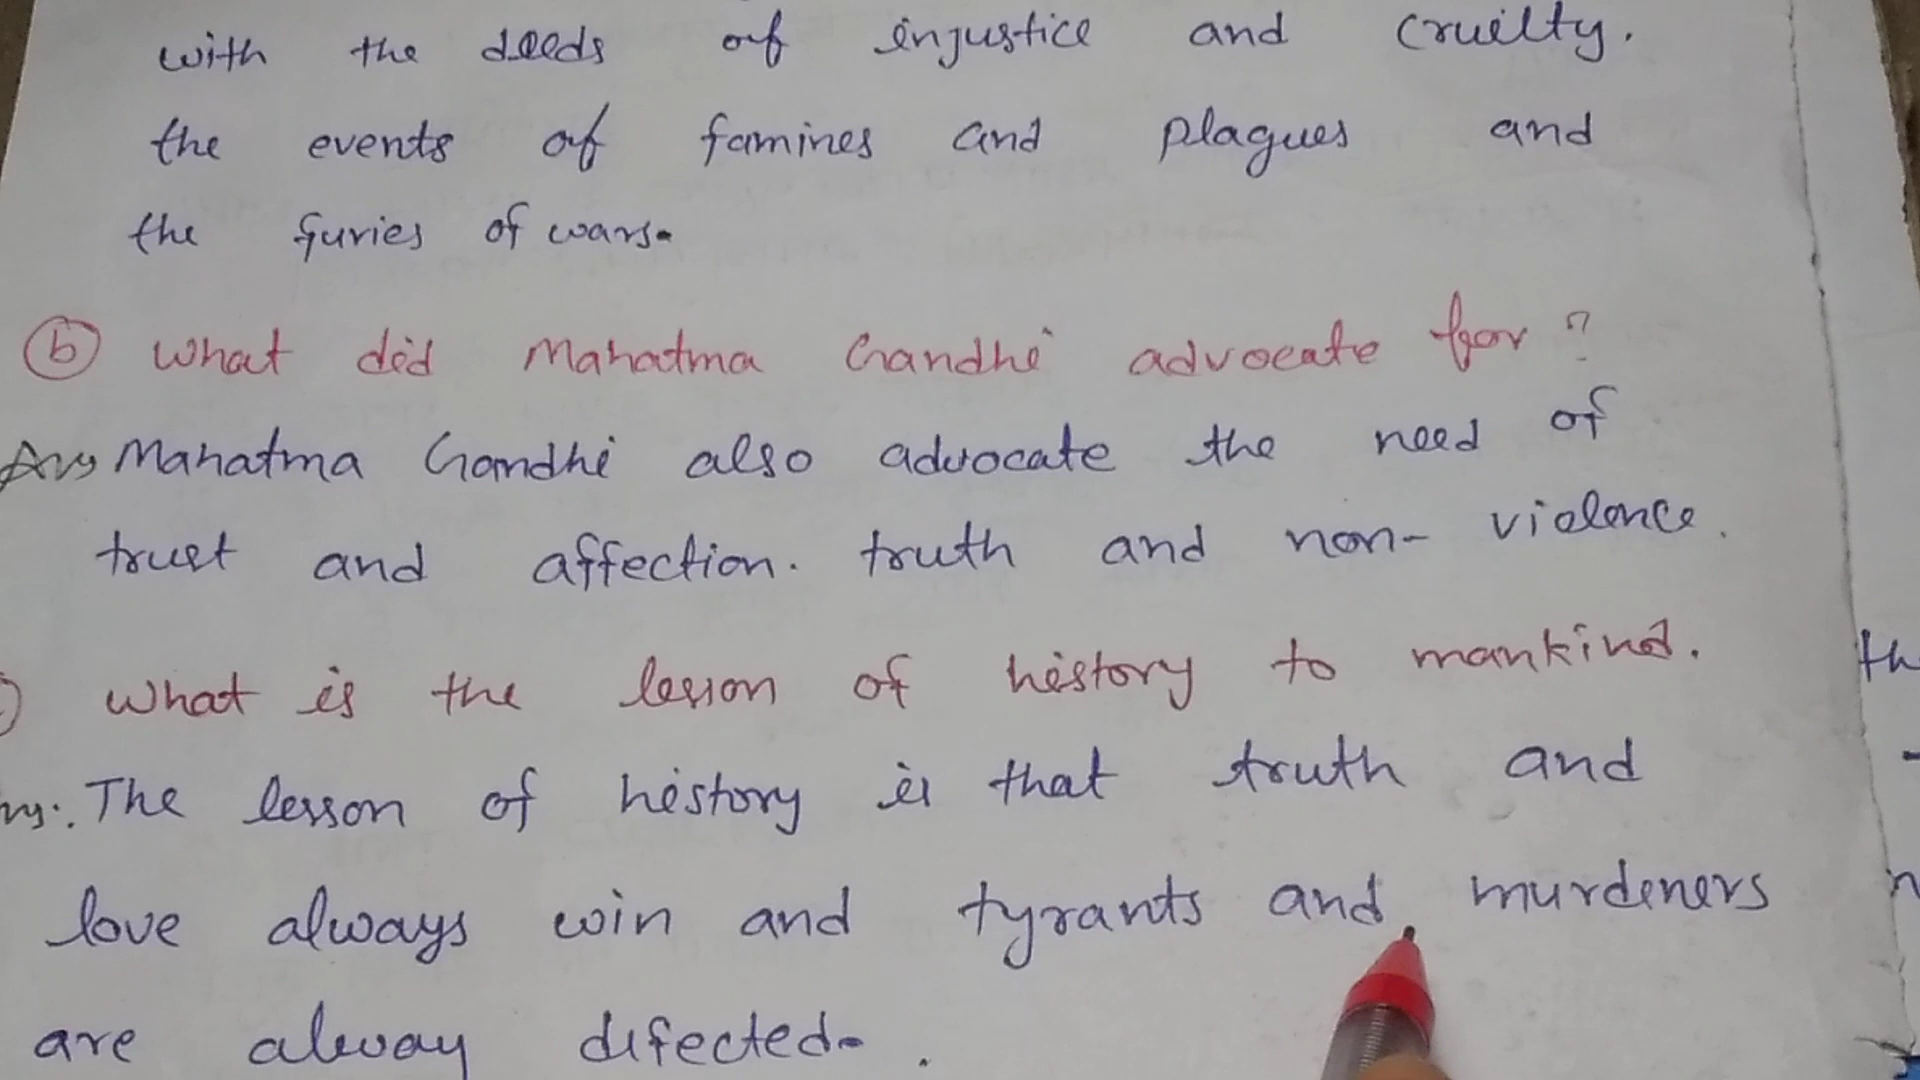 with the deeds of injustice and cruilty.
the events of famines and plagues and
the furies of wars.
b What did Mahatma Gandhi advocate for?
Ans Mahatma Gandhi also advocate the need of
trust and affection. truth and non- violence.
What is the lesson of history to mankind.
The lesson of history is that truth and
love always win and tyrants and murdeners
are alway difected.